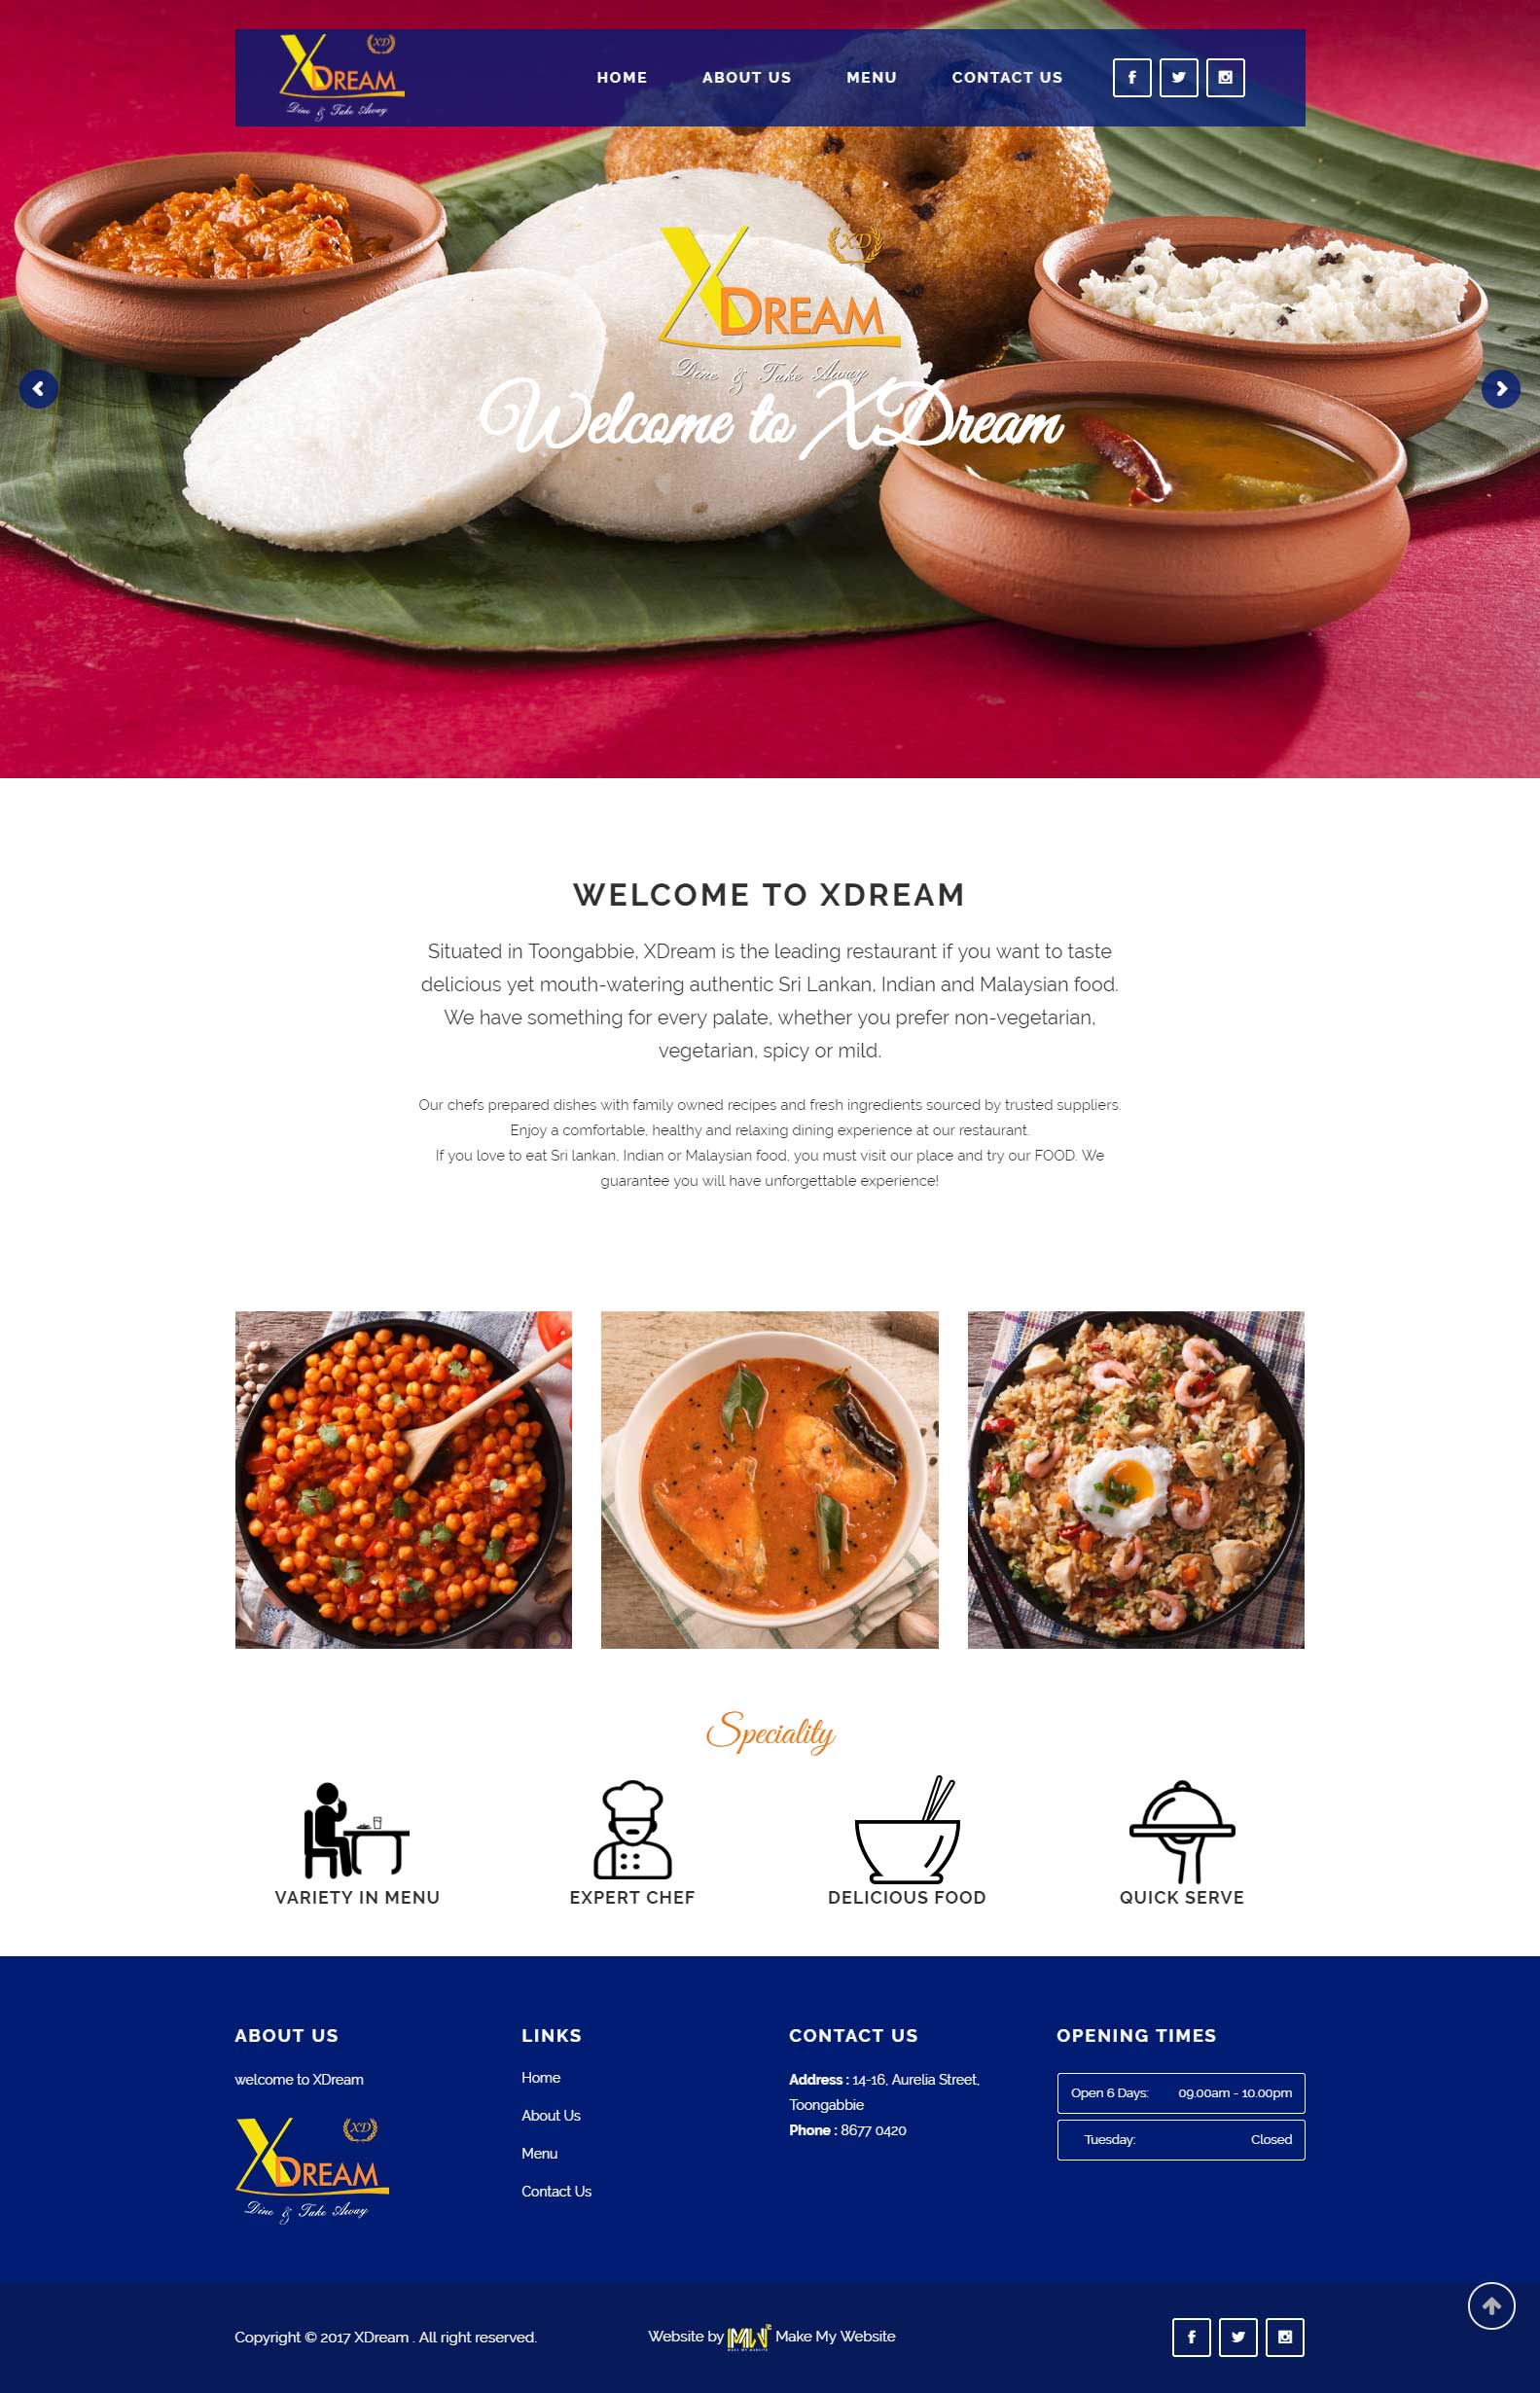 XD
XDREAM
Dine & Take Away
HOME ABOUT US MENU CONTACT US
XD
XDREAM
Dine & Take Away
Welcome to XDream
WELCOME TO XDREAM
Situated in Toongabbie, XDream is the leading restaurant if you want to taste
delicious yet mouth-watering authentic Sri Lankan, Indian and Malaysian food.
We have something for every palate, whether you prefer non-vegetarian,
vegetarian, spicy or mild.
Our chefs prepared dishes with family owned recipes and fresh ingredients sourced by trusted suppliers.
Enjoy a comfortable, healthy and relaxing dining experience at our restaurant.
If you love to eat Sri lankan, Indian or Malaysian food, you must visit our place and try our FOOD. We
guarantee you will have unforgettable experience!
Speciality
VARIETY IN MENU
EXPERT CHEF
DELICIOUS FOOD
QUICK SERVE
ABOUT US
welcome to XDream
XD
XDREAM
Dine & Take Away
LINKS
Home
About Us
Menu
Contact Us
CONTACT US
Address : 14-16, Aurelia Street,
Toongabbie
Phone : 8677 0420
OPENING TIMES
Open 6 Days: 09.00am - 10.00pm
Tuesday: Closed
Copyright © 2017 XDream . All right reserved.
Website by MMW Make My Website